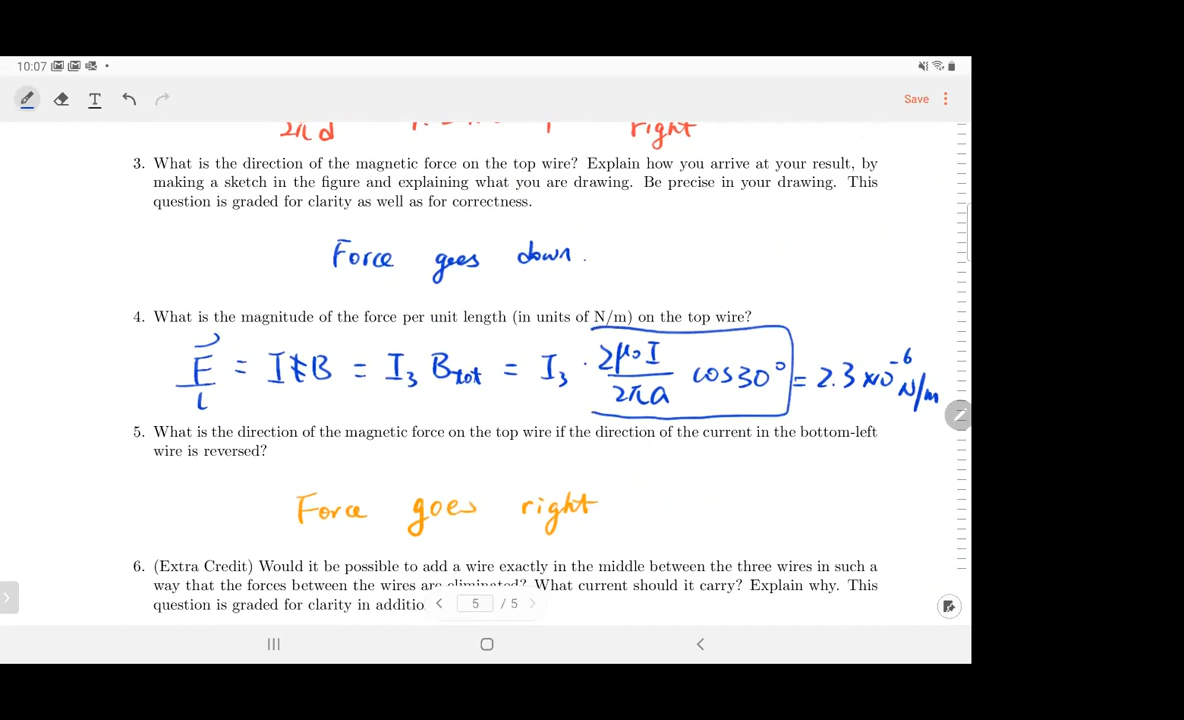 10:07
T
Save
2π d
right
3. What is the direction of the magnetic force on the top wire? Explain how you arrive at your result, by
making a sketch in the figure and explaining what you are drawing. Be precise in your drawing. This
question is graded for clarity as well as for correctness.
Force goes down.
4. What is the magnitude of the force per unit length (in units of N/m) on the top wire?
F/L = IB = I₃ Btot = I₃ · 2μ₀I/2πa cos30° = 2.3×10⁻⁶ N/m
5. What is the direction of the magnetic force on the top wire if the direction of the current in the bottom-left
wire is reversed?
Force goes right
6. (Extra Credit) Would it be possible to add a wire exactly in the middle between the three wires in such a
way that the forces between the wires are eliminated? What current should it carry? Explain why. This
question is graded for clarity in additio
5 / 5